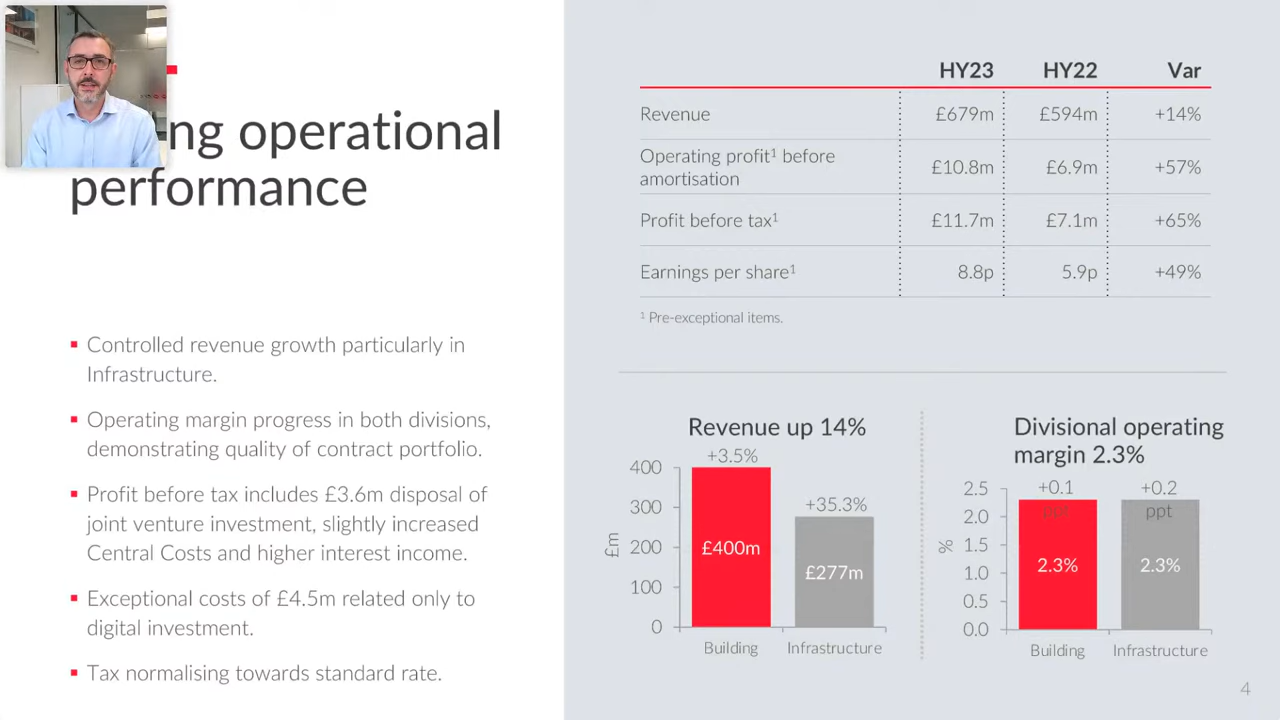 ng operational
performance
▪ Controlled revenue growth particularly in
Infrastructure.
▪ Operating margin progress in both divisions,
demonstrating quality of contract portfolio.
▪ Profit before tax includes £3.6m disposal of
joint venture investment, slightly increased
Central Costs and higher interest income.
▪ Exceptional costs of £4.5m related only to
digital investment.
▪ Tax normalising towards standard rate.
HY23 HY22 Var
Revenue £679m £594m +14%
Operating profit¹ before
amortisation £10.8m £6.9m +57%
Profit before tax¹ £11.7m £7.1m +65%
Earnings per share¹ 8.8p 5.9p +49%
¹ Pre-exceptional items.
Revenue up 14%
+3.5%
+35.3%
400
300
200
100
0
£m
£400m
£277m
Building Infrastructure
Divisional operating
margin 2.3%
+0.1
ppt
+0.2
ppt
2.5
2.0
1.5
1.0
0.5
0.0
%
2.3%
2.3%
Building Infrastructure
4